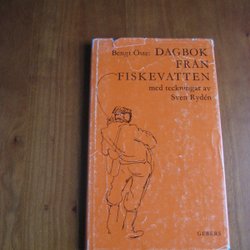 Bengt Öste: DAGBOK
FRÅN
FISKEVATTEN
med teckningar av
Sven Rydén
GEBERS